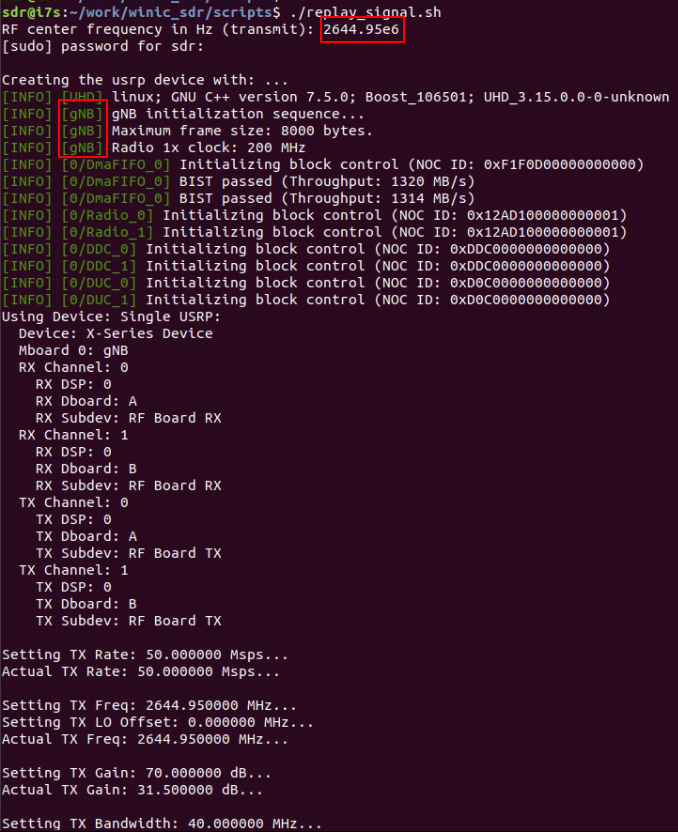 sdr@i7s:~/work/winic_sdr/scripts$ ./replay_signal.sh
RF center frequency in Hz (transmit): 2644.95e6
[sudo] password for sdr:
Creating the usrp device with: ...
[INFO] [UHD] linux; GNU C++ version 7.5.0; Boost_106501; UHD_3.15.0.0-0-unknown
[INFO] [gNB] gNB initialization sequence...
[INFO] [gNB] Maximum frame size: 8000 bytes.
[INFO] [gNB] Radio 1x clock: 200 MHz
[INFO] [0/DmaFIFO_0] Initializing block control (NOC ID: 0xF1F0D00000000000)
[INFO] [0/DmaFIFO_0] BIST passed (Throughput: 1320 MB/s)
[INFO] [0/DmaFIFO_0] BIST passed (Throughput: 1314 MB/s)
[INFO] [0/Radio_0] Initializing block control (NOC ID: 0x12AD100000000001)
[INFO] [0/Radio_1] Initializing block control (NOC ID: 0x12AD100000000001)
[INFO] [0/DDC_0] Initializing block control (NOC ID: 0xDDC0000000000000)
[INFO] [0/DDC_1] Initializing block control (NOC ID: 0xDDC0000000000000)
[INFO] [0/DUC_0] Initializing block control (NOC ID: 0xD0C0000000000000)
[INFO] [0/DUC_1] Initializing block control (NOC ID: 0xD0C0000000000000)
Using Device: Single USRP:
Device: X-Series Device
Mboard 0: gNB
RX Channel: 0
RX DSP: 0
RX Dboard: A
RX Subdev: RF Board RX
RX Channel: 1
RX DSP: 0
RX Dboard: B
RX Subdev: RF Board RX
TX Channel: 0
TX DSP: 0
TX Dboard: A
TX Subdev: RF Board TX
TX Channel: 1
TX DSP: 0
TX Dboard: B
TX Subdev: RF Board TX
Setting TX Rate: 50.000000 Msps...
Actual TX Rate: 50.000000 Msps...
Setting TX Freq: 2644.950000 MHz...
Setting TX LO Offset: 0.000000 MHz...
Actual TX Freq: 2644.950000 MHz...
Setting TX Gain: 70.000000 dB...
Actual TX Gain: 31.500000 dB...
Setting TX Bandwidth: 40.000000 MHz...